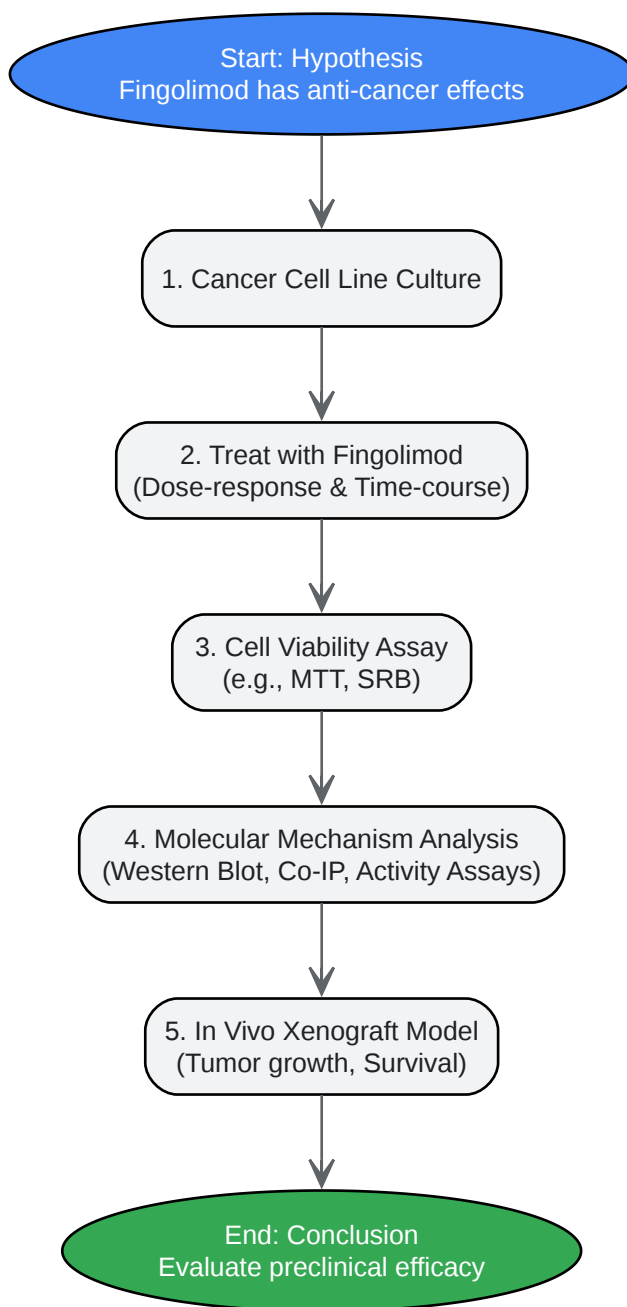 Start: Hypothesis
Fingolimod has anti-cancer effects
1. Cancer Cell Line Culture
2. Treat with Fingolimod
(Dose-response & Time-course)
3. Cell Viability Assay
(e.g., MTT, SRB)
4. Molecular Mechanism Analysis
(Western Blot, Co-IP, Activity Assays)
5. In Vivo Xenograft Model
(Tumor growth, Survival)
End: Conclusion
Evaluate preclinical efficacy